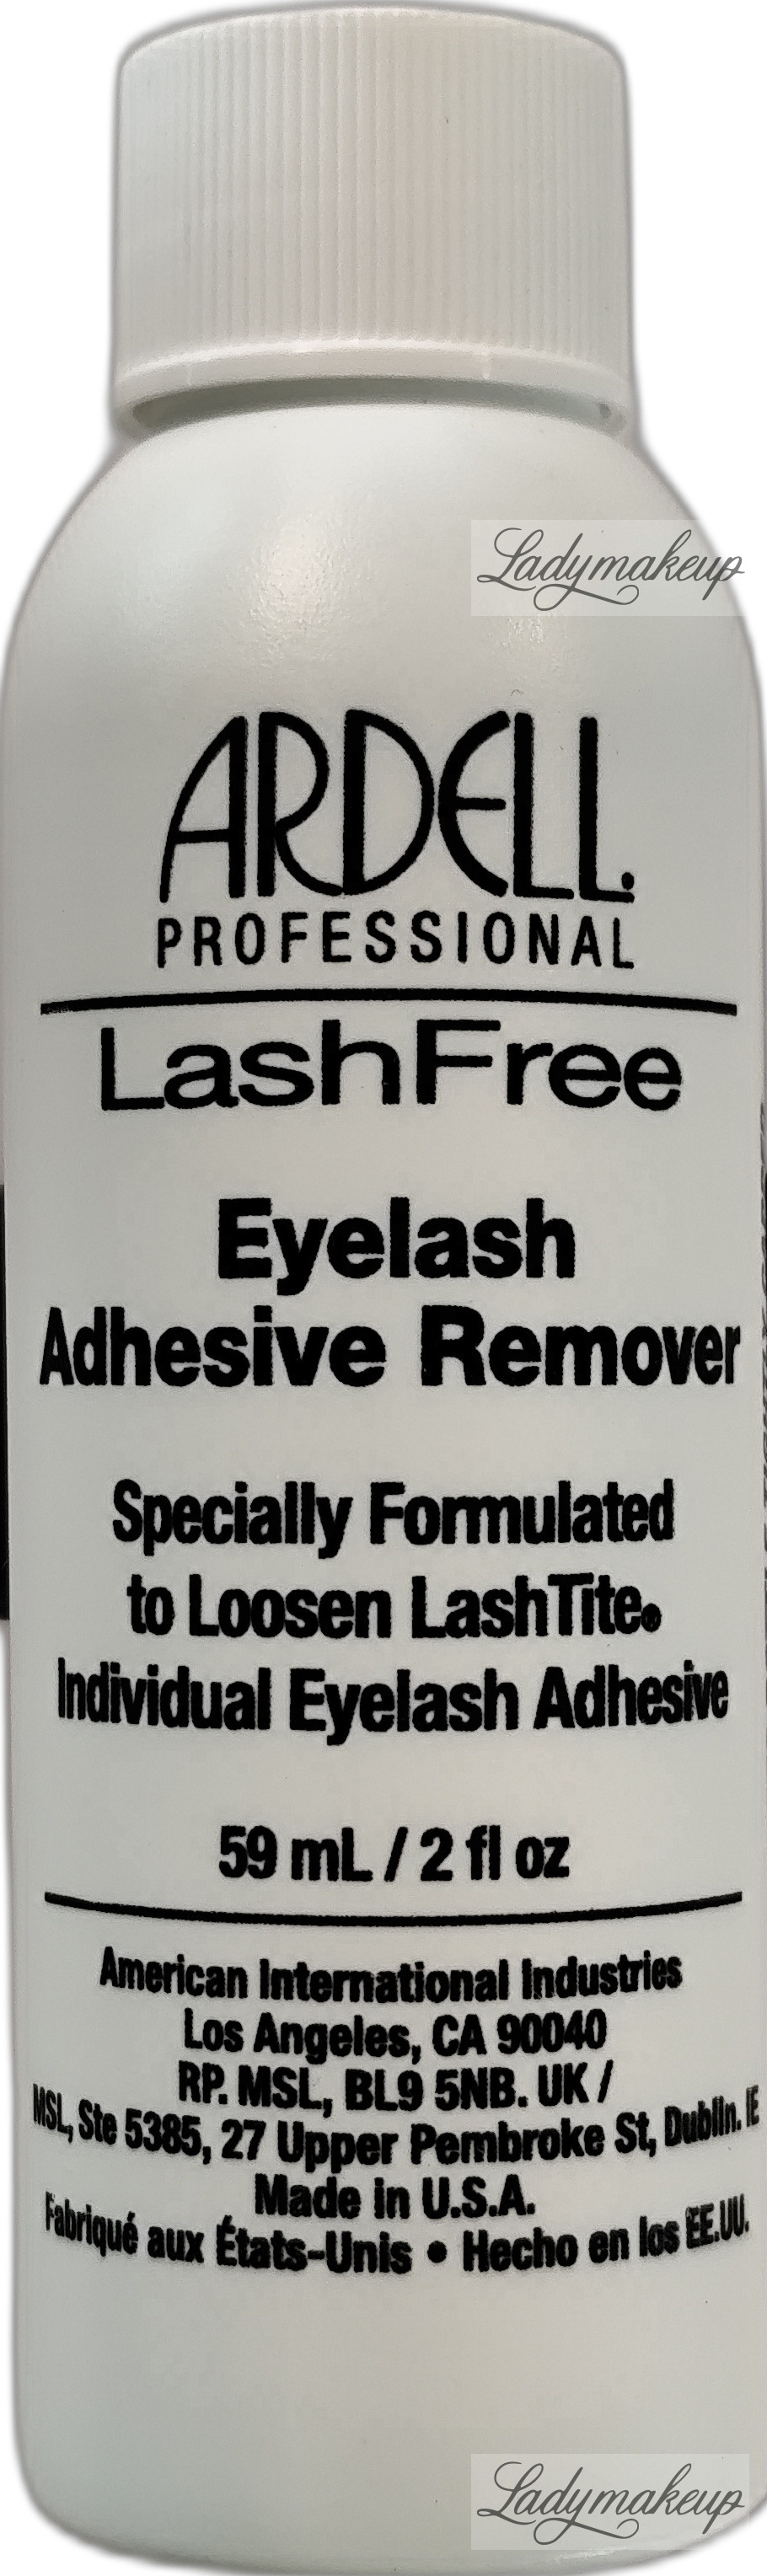 Ladymakeup
ARDELL
PROFESSIONAL
LashFree
Eyelash
Adhesive Remover
Specially Formulated
to Loosen LashTite®
Individual Eyelash Adhesive
59 mL / 2 fl oz
American International Industries
Los Angeles, CA 90040
RP. MSL, BL9 5NB. UK /
MSL, Ste 5385, 27 Upper Pembroke St, Dublin. IE
Made in U.S.A.
Fabriqué aux États-Unis • Hecho en los EE.UU.
Ladymakeup